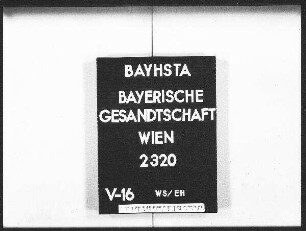 BAYHSTA
BAYERISCHE
GESANDTSCHAFT
WIEN
2320
V-16 WS/EH